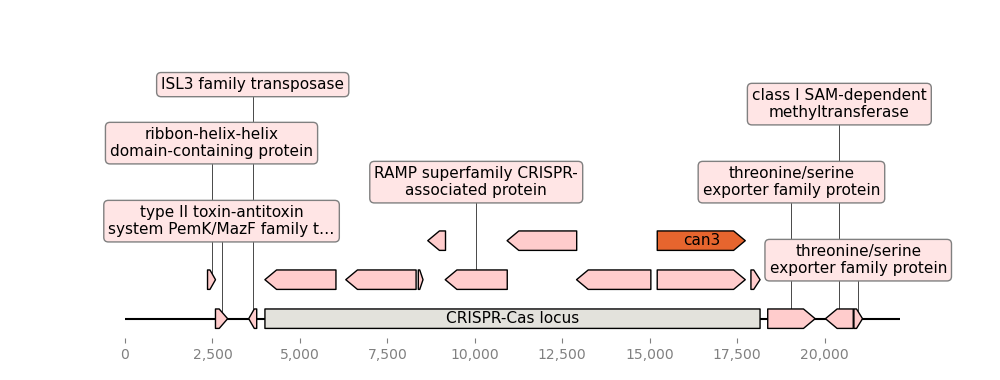 ISL3 family transposase
class I SAM-dependent
methyltransferase
ribbon-helix-helix
domain-containing protein
RAMP superfamily CRISPR-
associated protein
threonine/serine
exporter family protein
type II toxin-antitoxin
system PemK/MazF family t...
can3
threonine/serine
exporter family protein
CRISPR-Cas locus
0 2,500 5,000 7,500 10,000 12,500 15,000 17,500 20,000